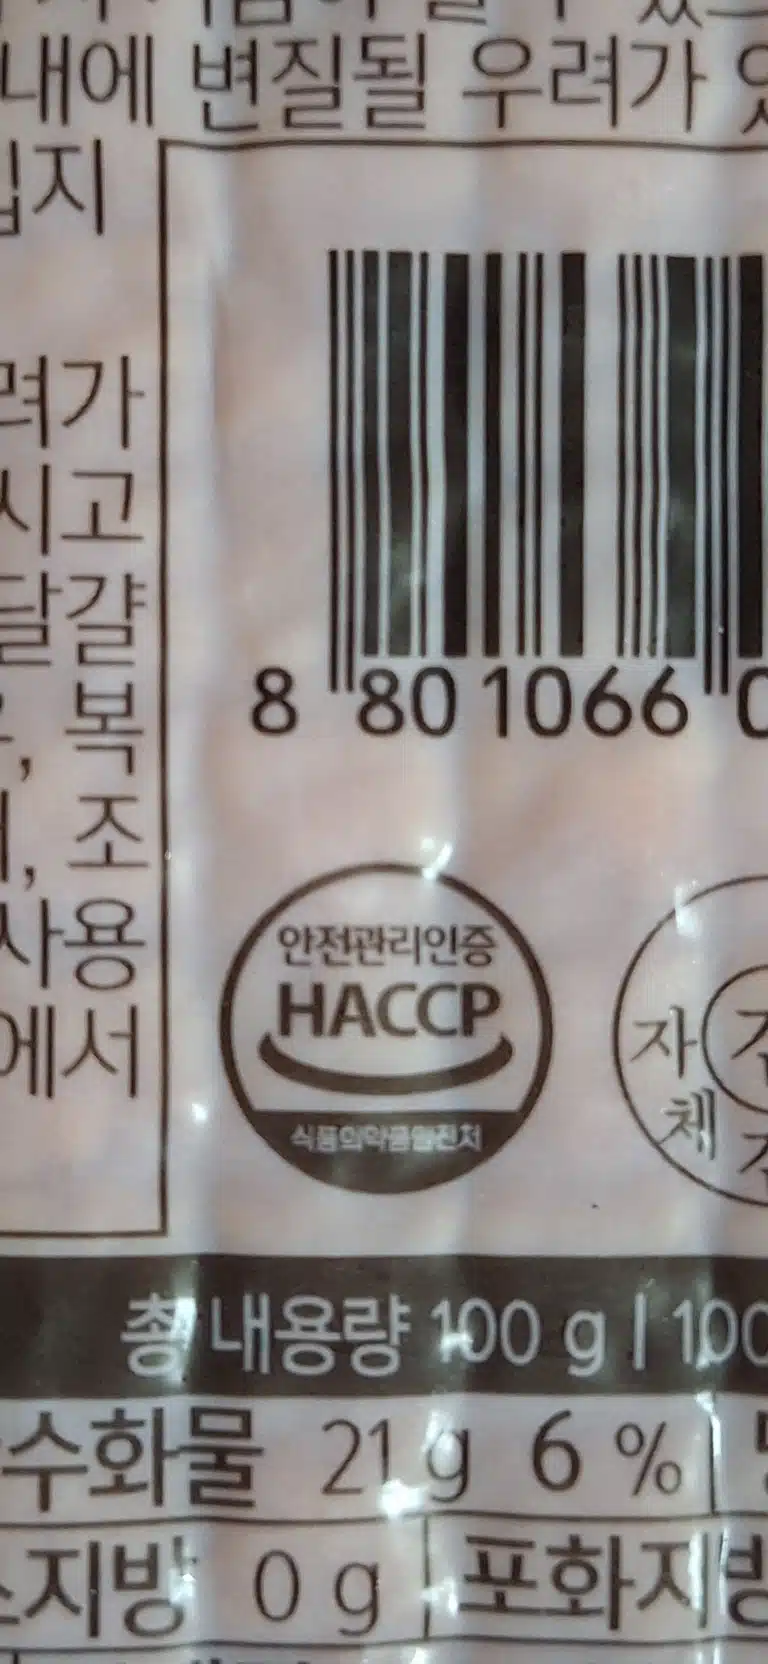 내에 변질될 우려가
지
려가
시고
달걀
, 복
, 조
사용
에서
8 801066 0
안전관리인증
HACCP
식품의약품안전처
자
체
총 내용량 100 g | 100
수화물 21 g 6 %
지방 0 g 포화지방